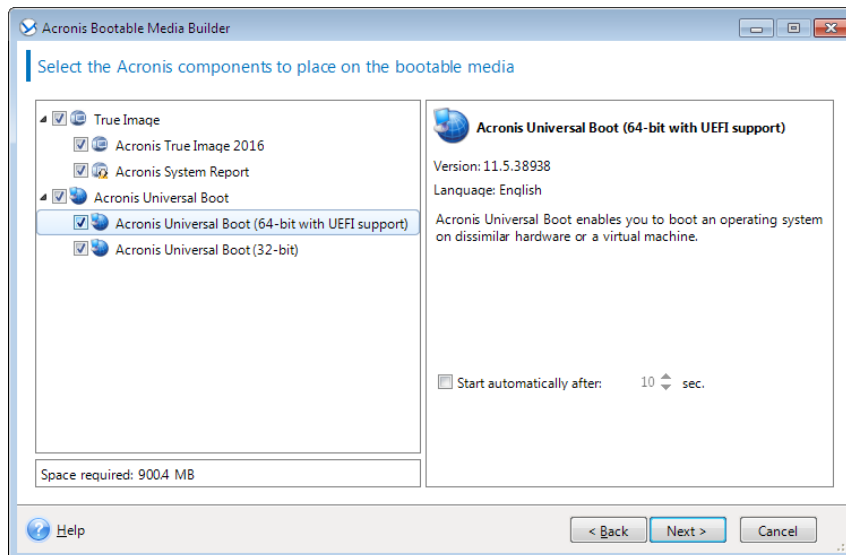 Acronis Bootable Media Builder
Select the Acronis components to place on the bootable media
True Image
Acronis True Image 2016
Acronis System Report
Acronis Universal Boot
Acronis Universal Boot (64-bit with UEFI support)
Acronis Universal Boot (32-bit)
Space required: 900.4 MB
Acronis Universal Boot (64-bit with UEFI support)
Version: 11.5.38938
Language: English
Acronis Universal Boot enables you to boot an operating system
on dissimilar hardware or a virtual machine.
Start automatically after: 10 sec.
Help
< Back
Next >
Cancel